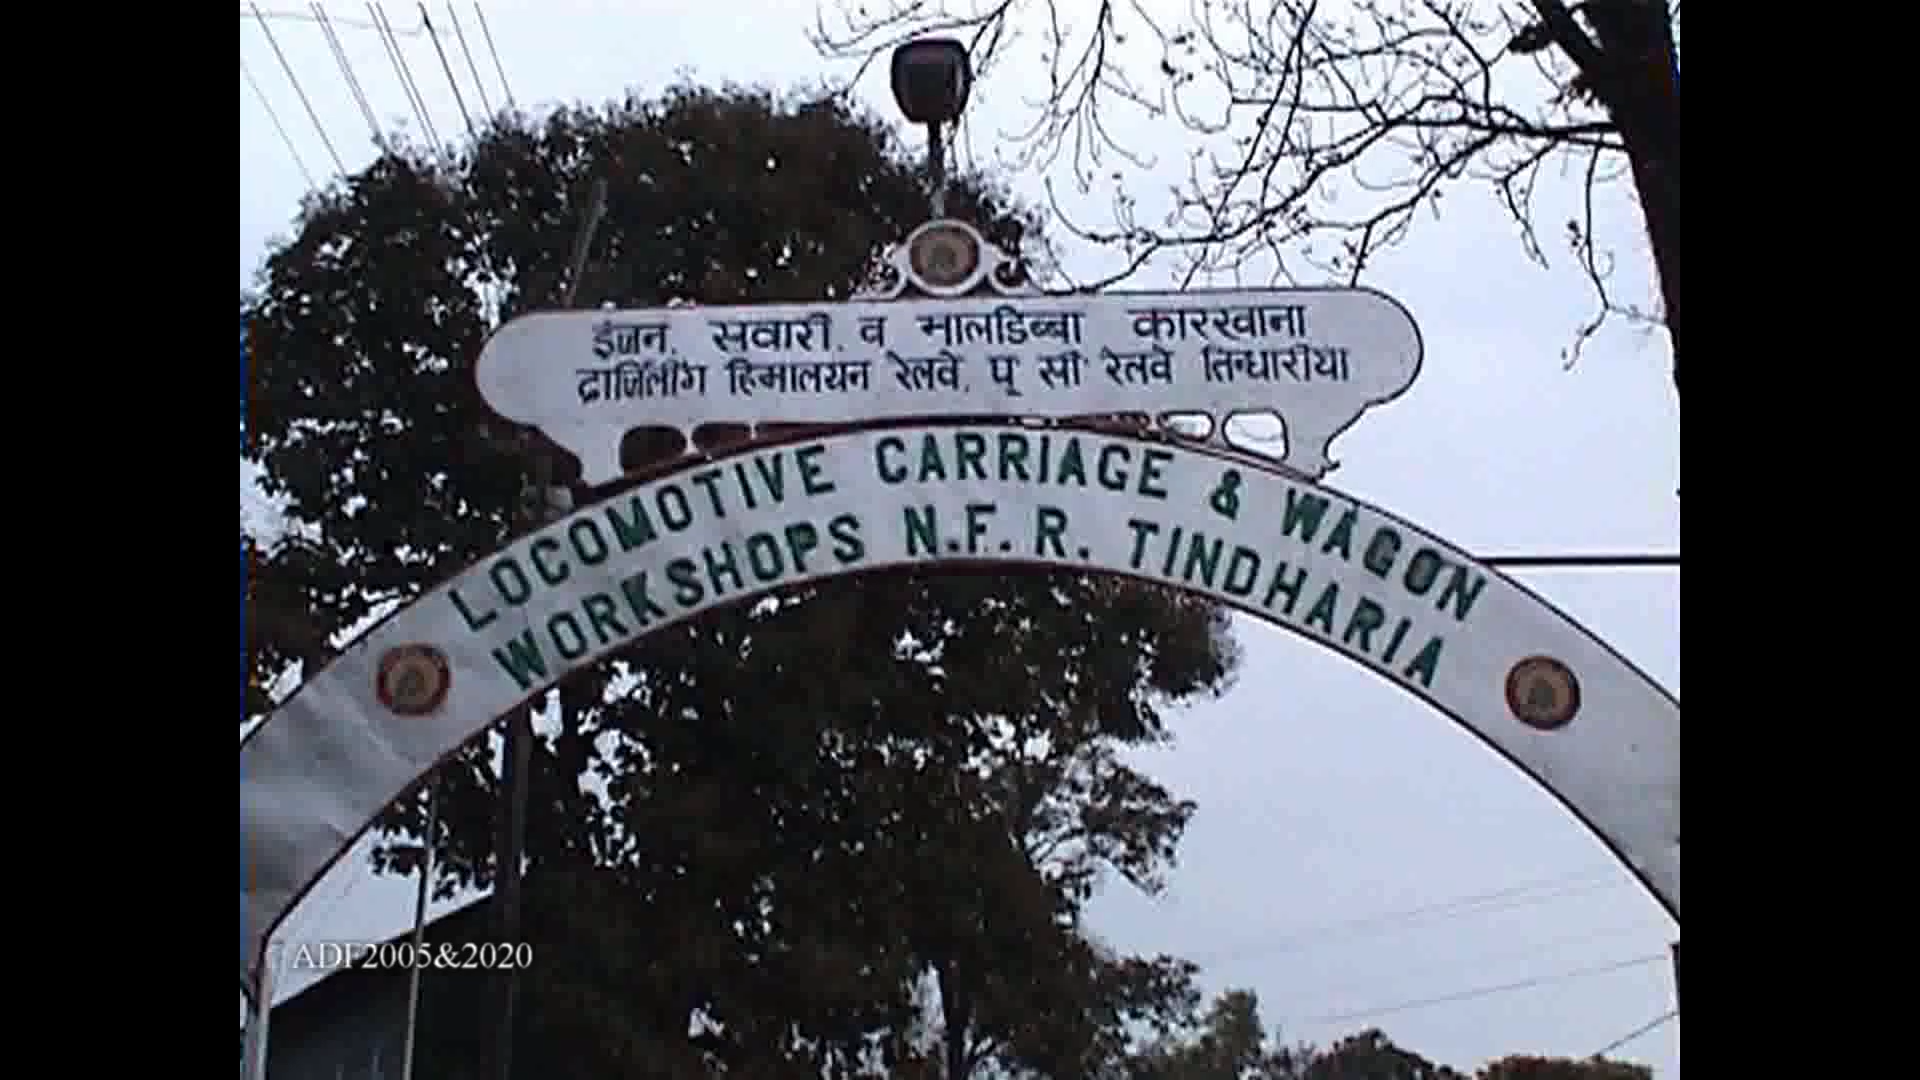 इंजन. सवारी. व मालडिब्बा कारखाना
दार्जिलींग हिमालयन रेलवे. पू सी रेलवे तिन्धारीया
LOCOMOTIVE CARRIAGE & WAGON
WORKSHOPS N.F.R. TINDHARIA
ADF2005&2020